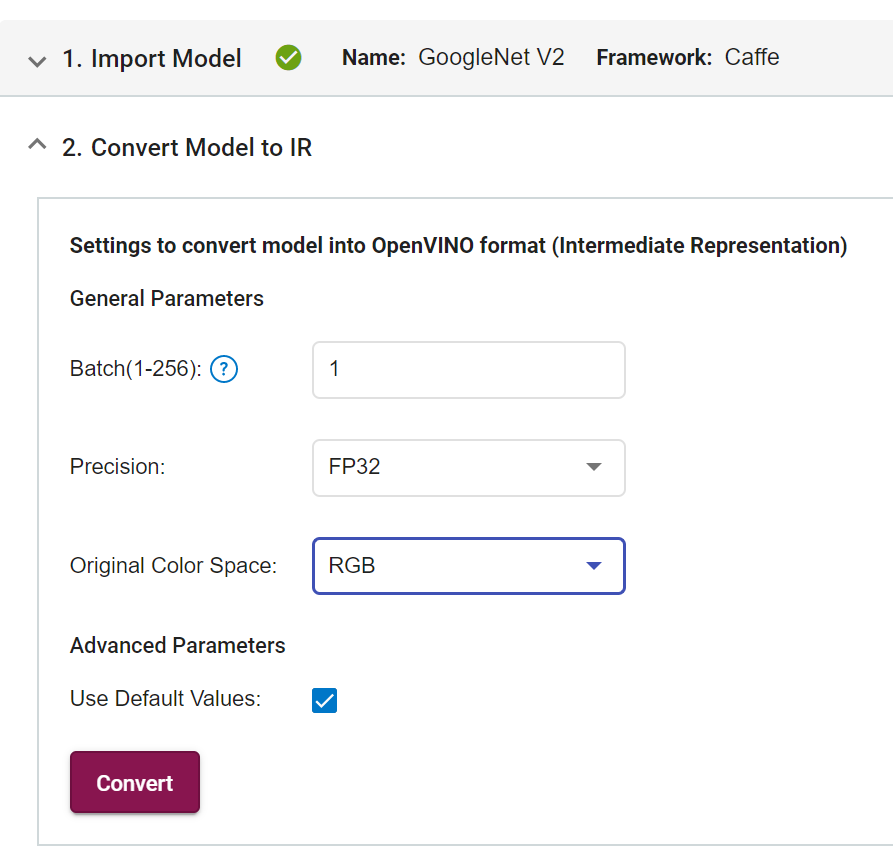 1. Import Model Name: GoogleNet V2 Framework: Caffe
2. Convert Model to IR
Settings to convert model into OpenVINO format (Intermediate Representation)
General Parameters
Batch(1-256): ? 1
Precision: FP32
Original Color Space: RGB
Advanced Parameters
Use Default Values:
Convert